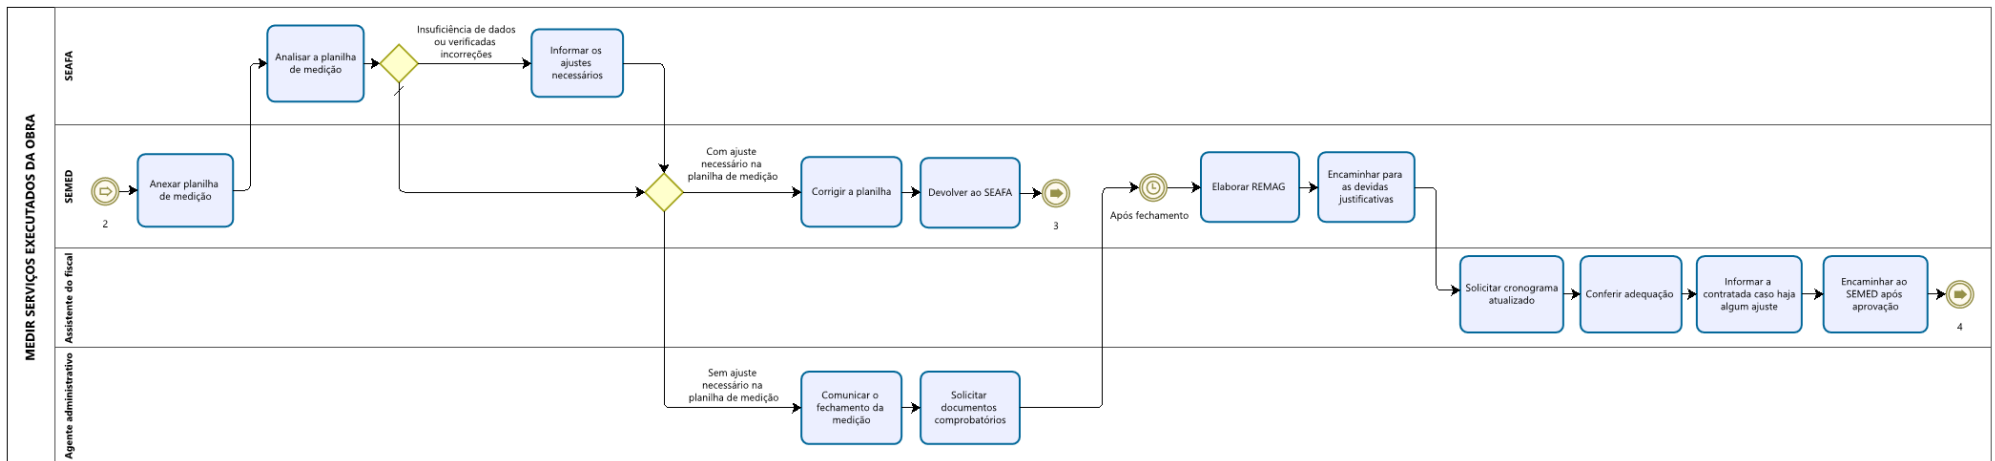 MEDIR SERVIÇOS EXECUTADOS DA OBRA
SEAFA
Analisar a planilha
de medição
Insuficiência de dados
ou verificadas
incorreções
Informar os
ajustes
necessários
SEMED
2
Anexar planilha
de medição
Com ajuste
necessário na
planilha de medição
Corrigir a planilha
Devolver ao SEAFA
3
Após fechamento
Elaborar REMAG
Encaminhar para
as devidas
justificativas
Assistente do fiscal
Solicitar cronograma
atualizado
Conferir adequação
Informar a
contratada caso haja
algum ajuste
Encaminhar ao
SEMED após
aprovação
4
Agente administrativo
Sem ajuste
necessário na
planilha de medição
Comunicar o
fechamento da
medição
Solicitar
documentos
comprobatórios